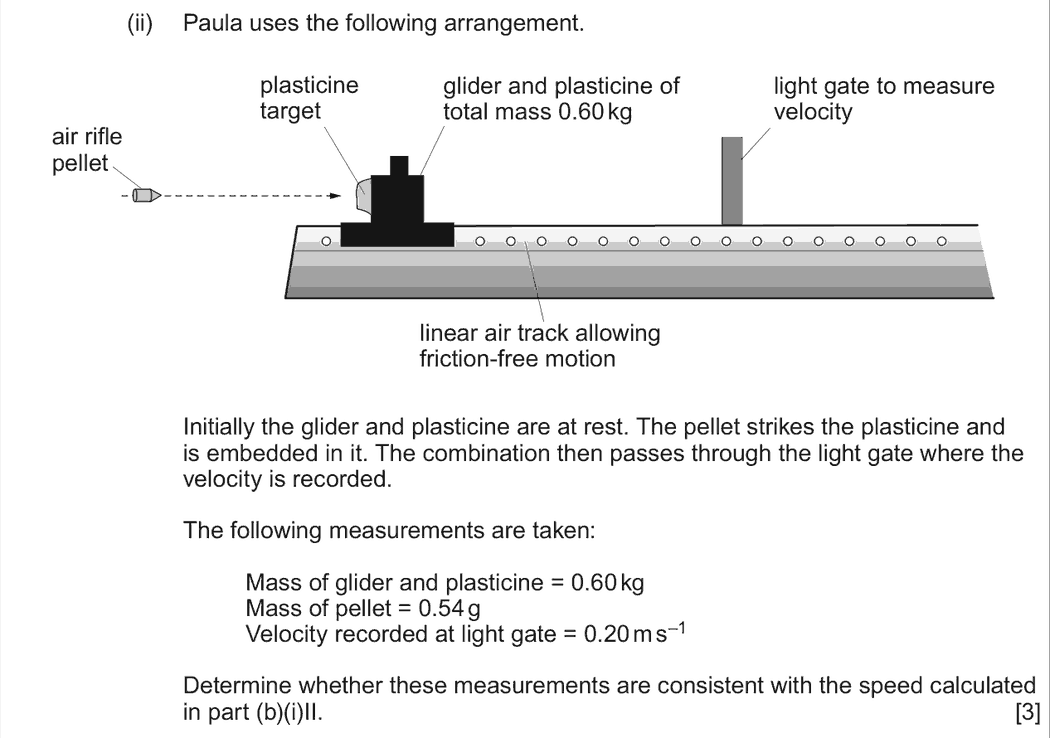 (ii) Paula uses the following arrangement.
plasticine
target
glider and plasticine of
total mass 0.60 kg
light gate to measure
velocity
air rifle
pellet
linear air track allowing
friction-free motion
Initially the glider and plasticine are at rest. The pellet strikes the plasticine and
is embedded in it. The combination then passes through the light gate where the
velocity is recorded.
The following measurements are taken:
Mass of glider and plasticine = 0.60 kg
Mass of pellet = 0.54 g
Velocity recorded at light gate = 0.20 m s⁻¹
Determine whether these measurements are consistent with the speed calculated
in part (b)(i)II. [3]